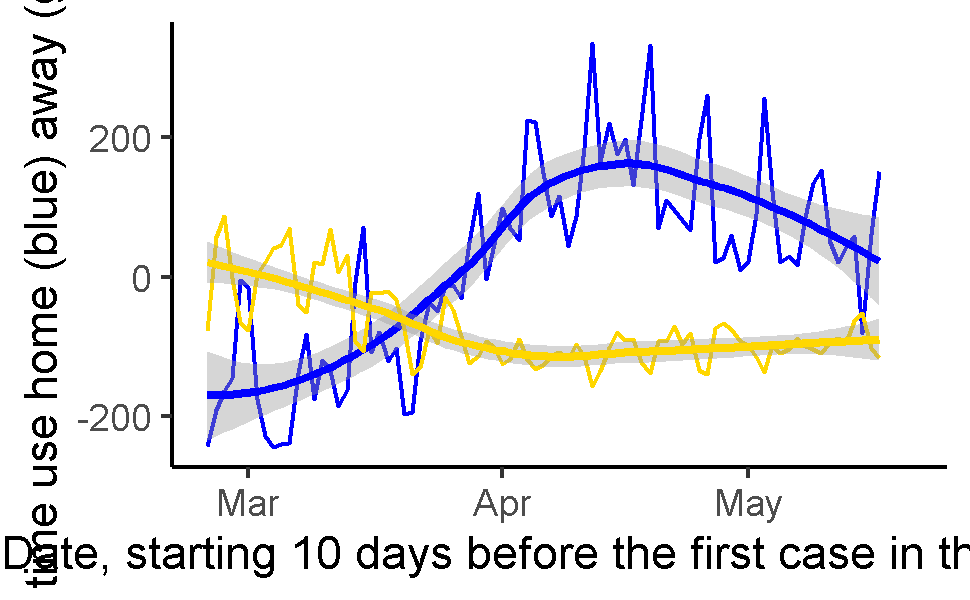 time use home (blue) away (
200
0
-200
Mar Apr May
Date, starting 10 days before the first case in th